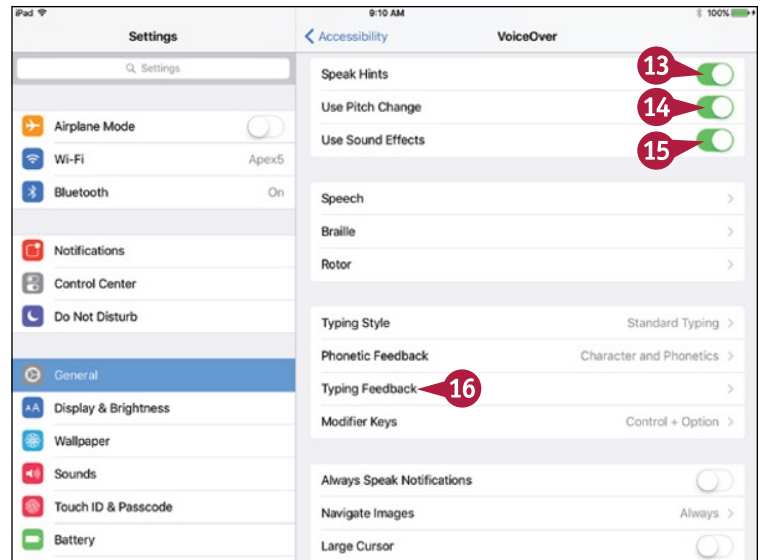 iPad 9:10 AM 100%
Settings
Settings
Airplane Mode
Wi-Fi Apex5
Bluetooth On
Notifications
Control Center
Do Not Disturb
General
AA Display & Brightness
Wallpaper
Sounds
Touch ID & Passcode
Battery
Accessibility VoiceOver
Speak Hints 13
Use Pitch Change 14
Use Sound Effects 15
Speech
Braille
Rotor
Typing Style Standard Typing
Phonetic Feedback Character and Phonetics
Typing Feedback 16
Modifier Keys Control + Option
Always Speak Notifications
Navigate Images Always
Large Cursor